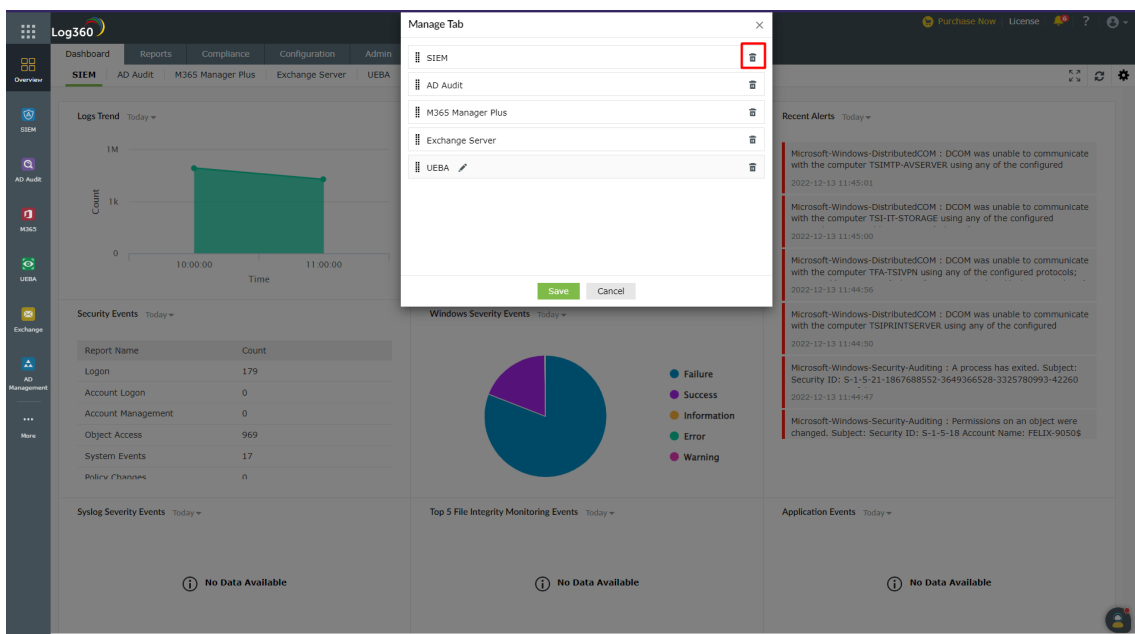 Log360
Purchase Now
License
?
Dashboard
Reports
Compliance
Configuration
Admin
SIEM
AD Audit
M365 Manager Plus
Exchange Server
UEBA
Overview
SIEM
AD Audit
M365
UEBA
Exchange
AD
Management
More
Manage Tab
SIEM
AD Audit
M365 Manager Plus
Exchange Server
UEBA
Save
Cancel
Logs Trend Today
1M
1k
0
Count
10:00:00
11:00:00
Time
Recent Alerts Today
Microsoft-Windows-DistributedCOM : DCOM was unable to communicate
with the computer TSIMTP-AVSERVER using any of the configured
2022-12-13 11:45:01
Microsoft-Windows-DistributedCOM : DCOM was unable to communicate
with the computer TSI-IT-STORAGE using any of the configured
2022-12-13 11:45:00
Microsoft-Windows-DistributedCOM : DCOM was unable to communicate
with the computer TFA-TSIVPN using any of the configured protocols;
2022-12-13 11:44:56
Microsoft-Windows-DistributedCOM : DCOM was unable to communicate
with the computer TSIPRINTSERVER using any of the configured
2022-12-13 11:44:50
Microsoft-Windows-Security-Auditing : A process has exited. Subject:
Security ID: S-1-5-21-1867688552-3649366528-3325780993-42260
2022-12-13 11:44:47
Microsoft-Windows-Security-Auditing : Permissions on an object were
changed. Subject: Security ID: S-1-5-18 Account Name: FELIX-9050$
Security Events Today
Report Name Count
Logon 179
Account Logon 0
Account Management 0
Object Access 969
System Events 17
Policy Changes 0
Windows Severity Events Today
Failure
Success
Information
Error
Warning
Syslog Severity Events Today
No Data Available
Top 5 File Integrity Monitoring Events Today
No Data Available
Application Events Today
No Data Available